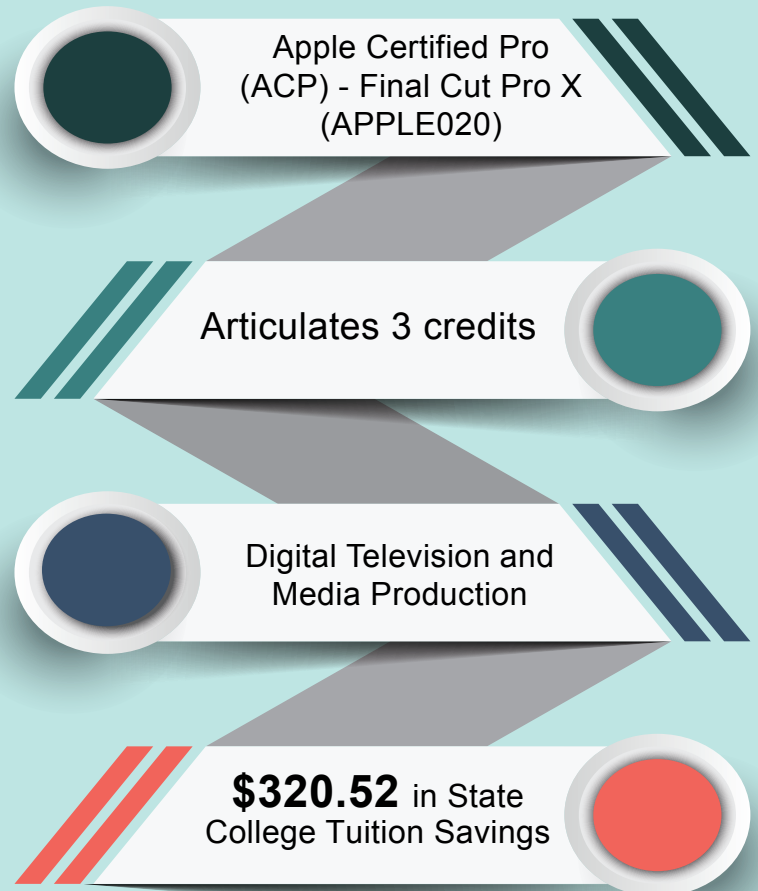 Apple Certified Pro
(ACP) - Final Cut Pro X
(APPLE020)
Articulates 3 credits
Digital Television and
Media Production
$320.52 in State
College Tuition Savings